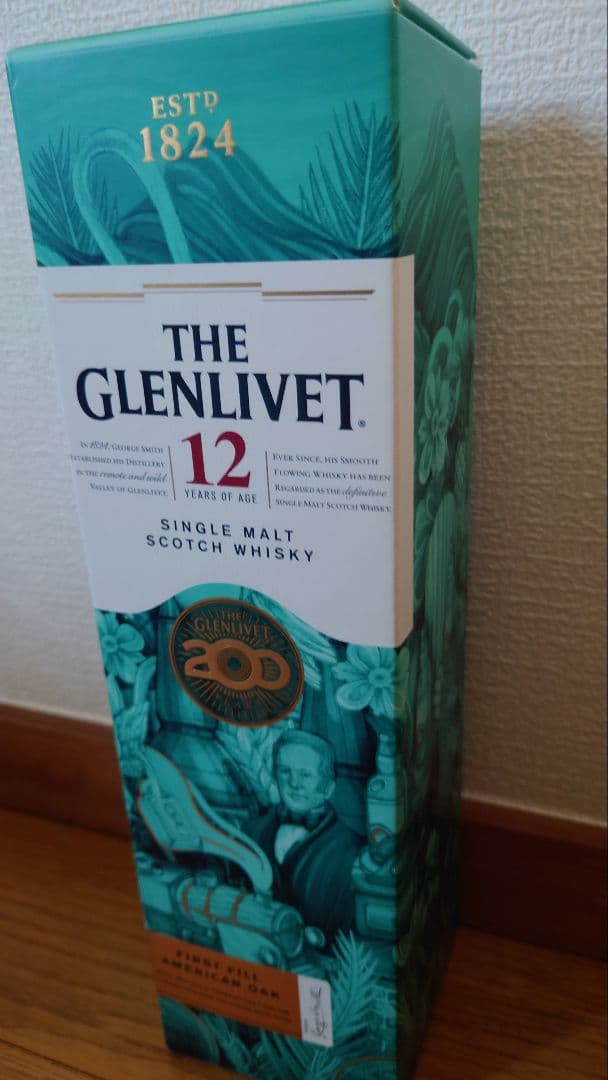 ESTD
1824
THE
GLENLIVET®
IN 1824, GEORGE SMITH
ESTABLISHED HIS DISTILLERY
IN THE remote and wild
VALLEY OF GLENLIVET.
12
YEARS OF AGE
EVER SINCE, HIS SMOOTH
FLOWING WHISKY HAS BEEN
REGARDED AS THE definitive
SINGLE MALT SCOTCH WHISKY.
SINGLE MALT
SCOTCH WHISKY
THE
GLENLIVET
200
FIRST FILL
AMERICAN OAK